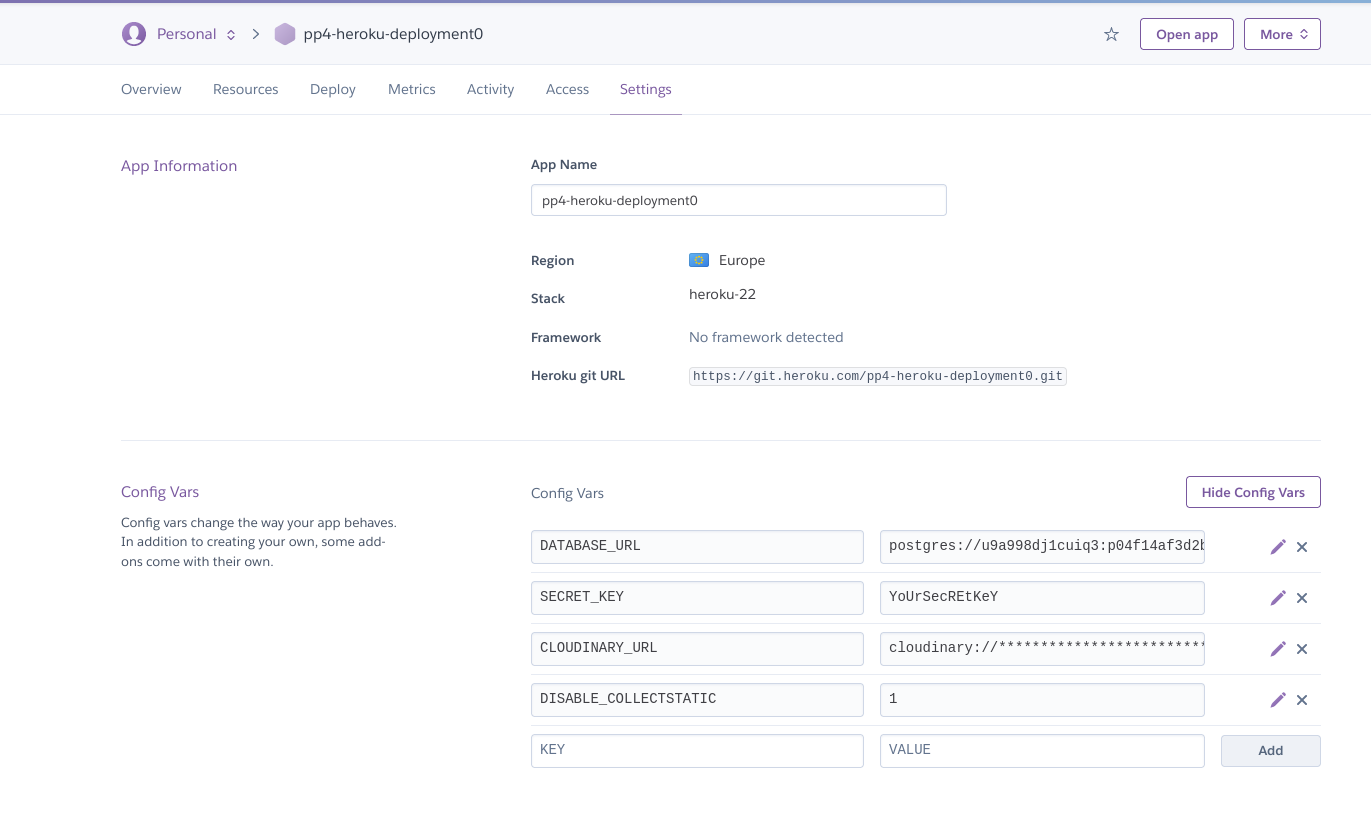 Personal
pp4-heroku-deployment0
Open app
More
Overview
Resources
Deploy
Metrics
Activity
Access
Settings
App Information
App Name
pp4-heroku-deployment0
Region
Europe
Stack
heroku-22
Framework
No framework detected
Heroku git URL
https://git.heroku.com/pp4-heroku-deployment0.git
Config Vars
Config vars change the way your app behaves.
In addition to creating your own, some add-
ons come with their own.
Config Vars
Hide Config Vars
DATABASE_URL
postgres://u9a998dj1cuiq3:p04f14af3d2b
SECRET_KEY
YoUrSecREtKeY
CLOUDINARY_URL
cloudinary://*************************
DISABLE_COLLECTSTATIC
1
KEY
VALUE
Add